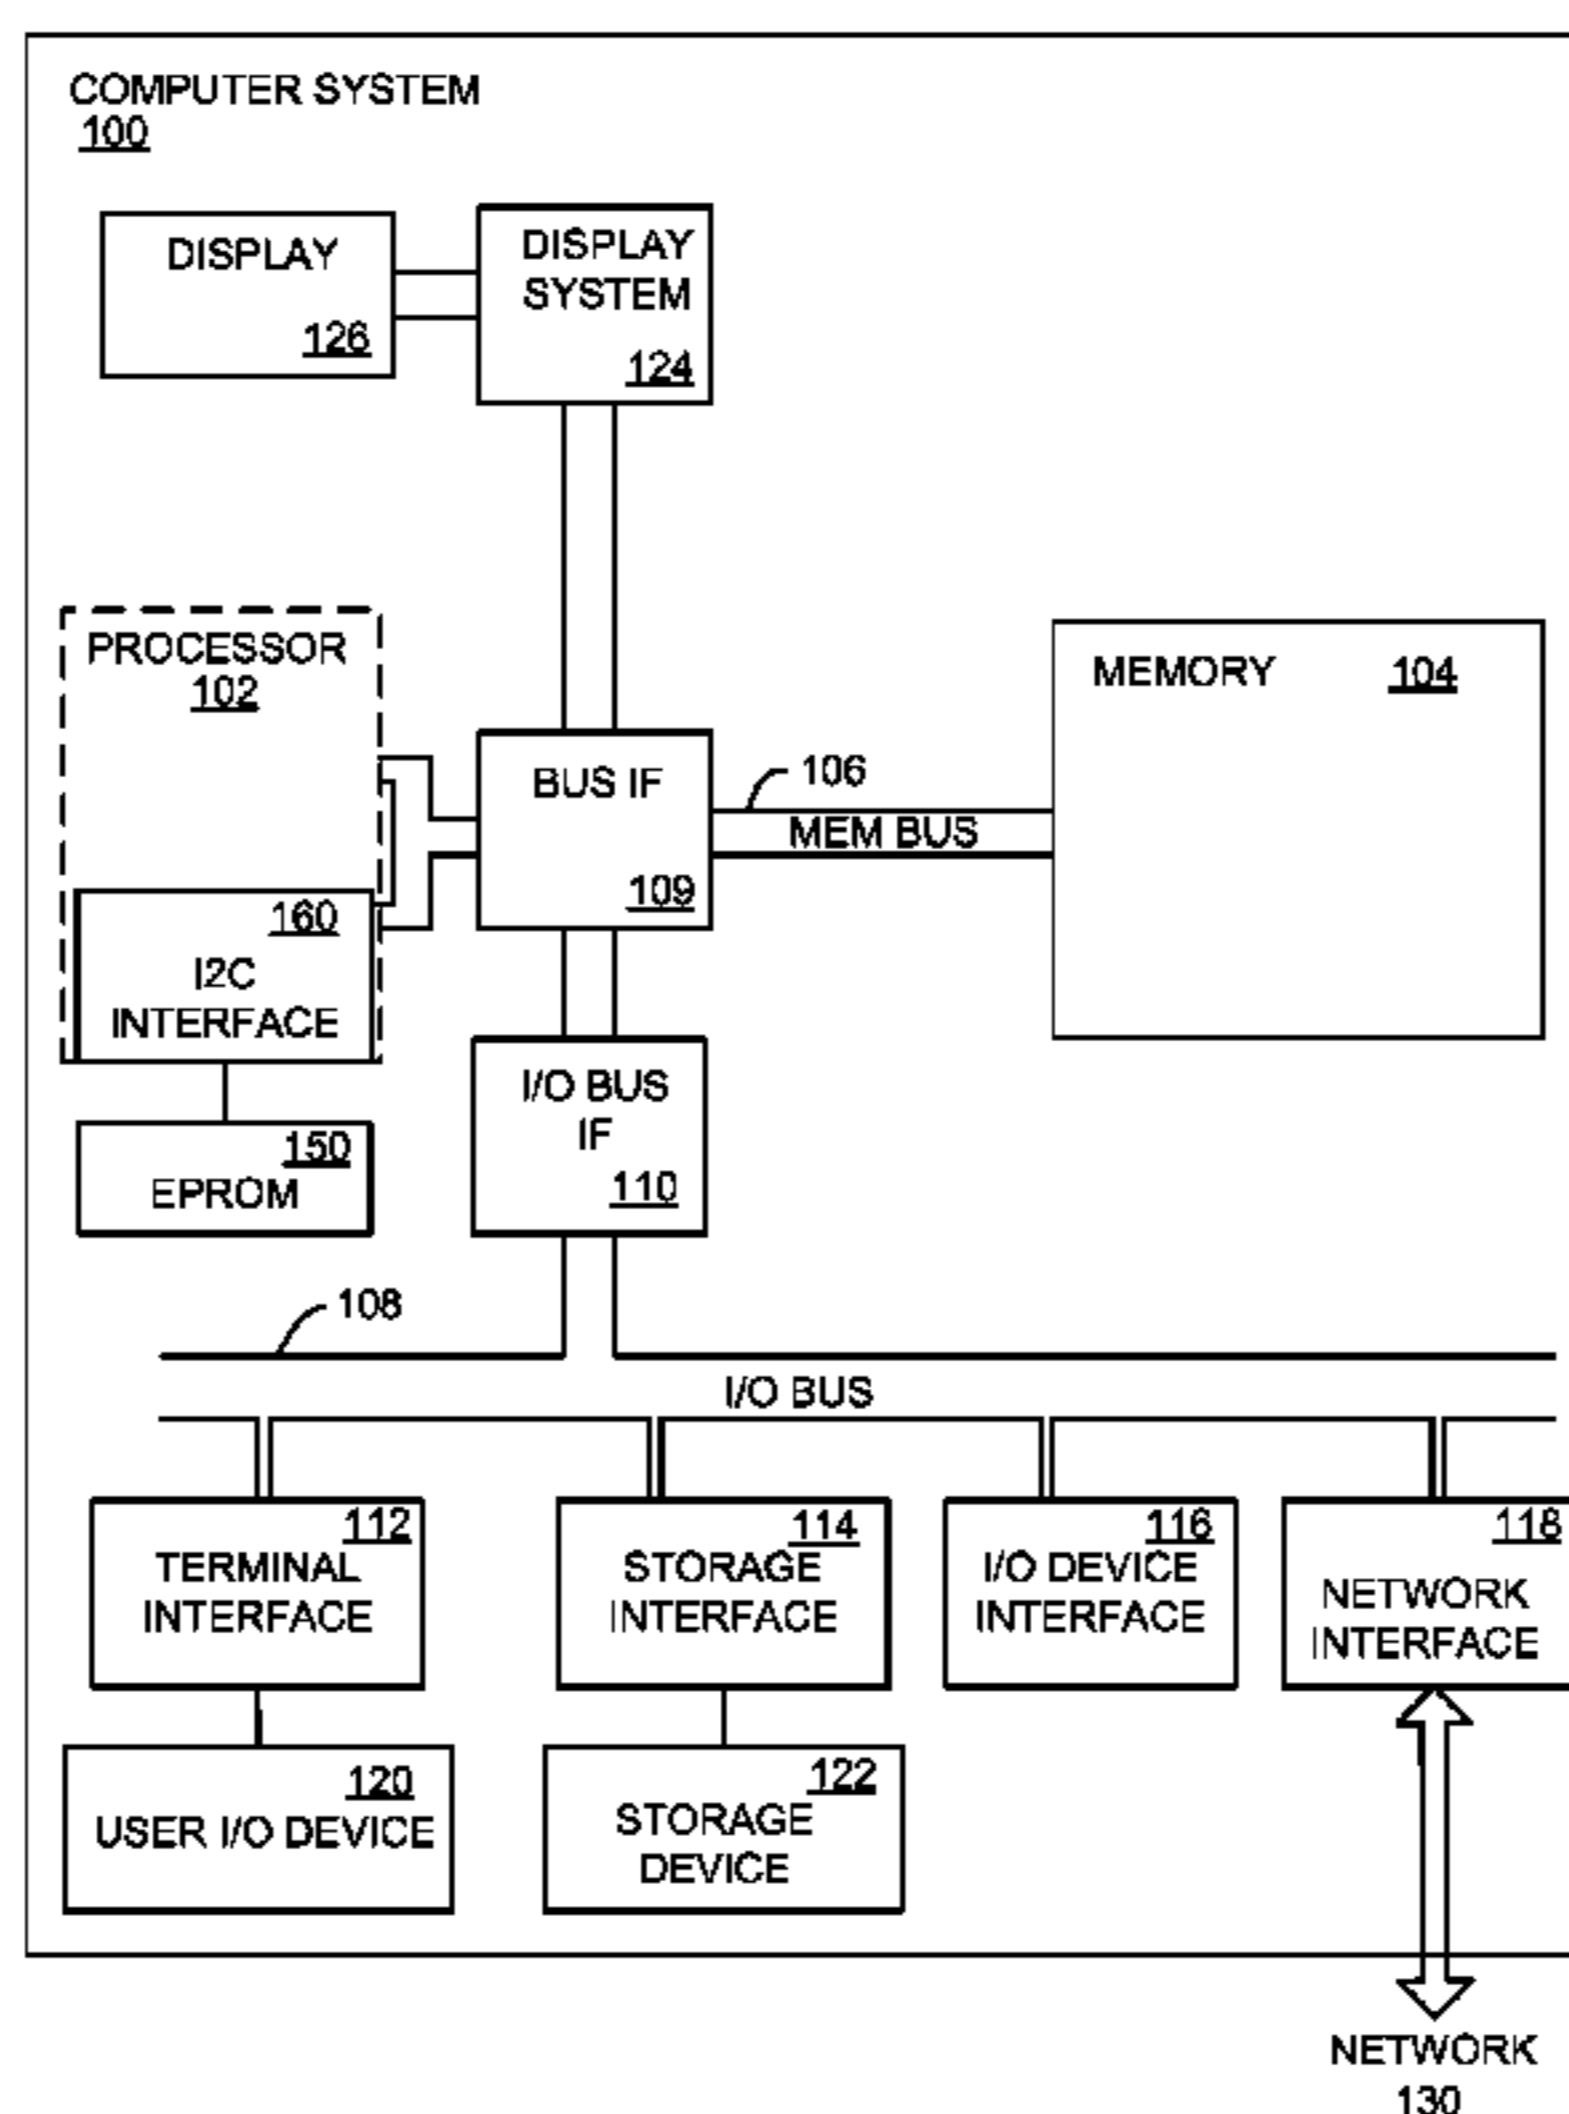 COMPUTER SYSTEM
100
DISPLAY
126
DISPLAY
SYSTEM
124
PROCESSOR
102
MEMORY 104
BUS IF
109
106
MEM BUS
160
I2C
INTERFACE
I/O BUS
IF
110
150
EPROM
108
I/O BUS
112
TERMINAL
INTERFACE
114
STORAGE
INTERFACE
116
I/O DEVICE
INTERFACE
118
NETWORK
INTERFACE
120
USER I/O DEVICE
122
STORAGE
DEVICE
NETWORK
130